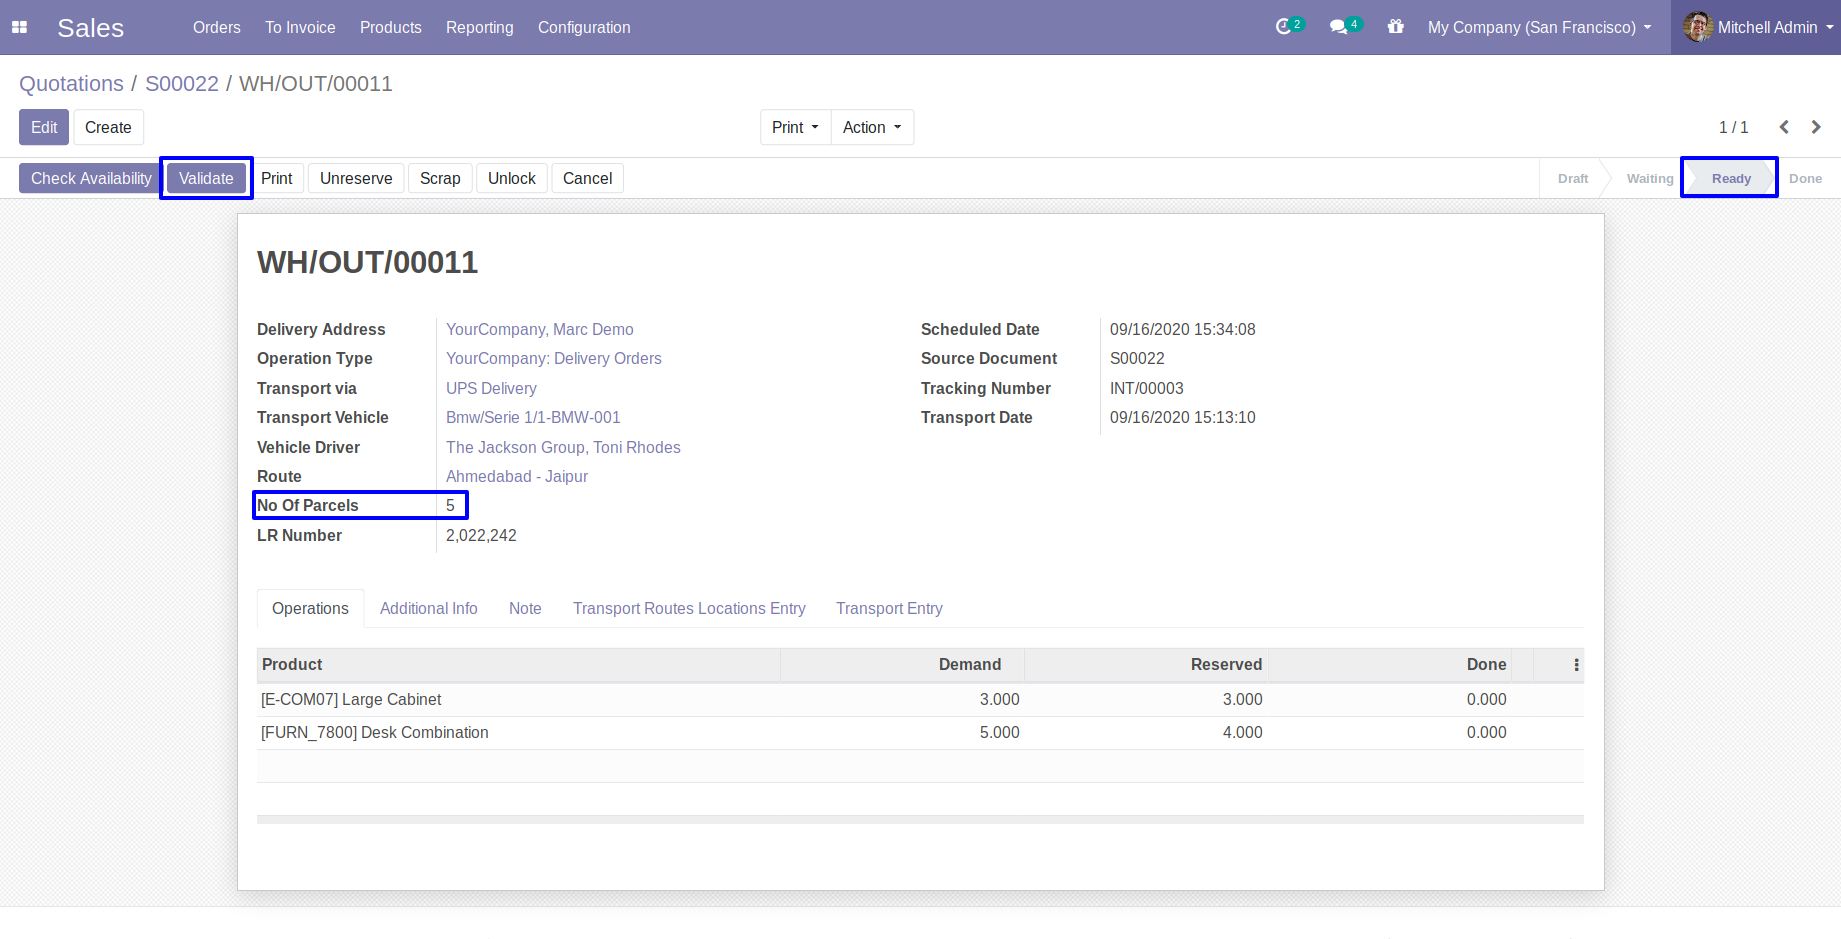 Sales Orders To Invoice Products Reporting Configuration 2 4 My Company (San Francisco) Mitchell Admin
Quotations / S00022 / WH/OUT/00011
Edit Create Print Action 1 / 1
Check Availability Validate Print Unreserve Scrap Unlock Cancel Draft Waiting Ready Done
WH/OUT/00011
Delivery Address YourCompany, Marc Demo Scheduled Date 09/16/2020 15:34:08
Operation Type YourCompany: Delivery Orders Source Document S00022
Transport via UPS Delivery Tracking Number INT/00003
Transport Vehicle Bmw/Serie 1/1-BMW-001 Transport Date 09/16/2020 15:13:10
Vehicle Driver The Jackson Group, Toni Rhodes
Route Ahmedabad - Jaipur
No Of Parcels 5
LR Number 2,022,242
Operations Additional Info Note Transport Routes Locations Entry Transport Entry
Product Demand Reserved Done
[E-COM07] Large Cabinet 3.000 3.000 0.000
[FURN_7800] Desk Combination 5.000 4.000 0.000